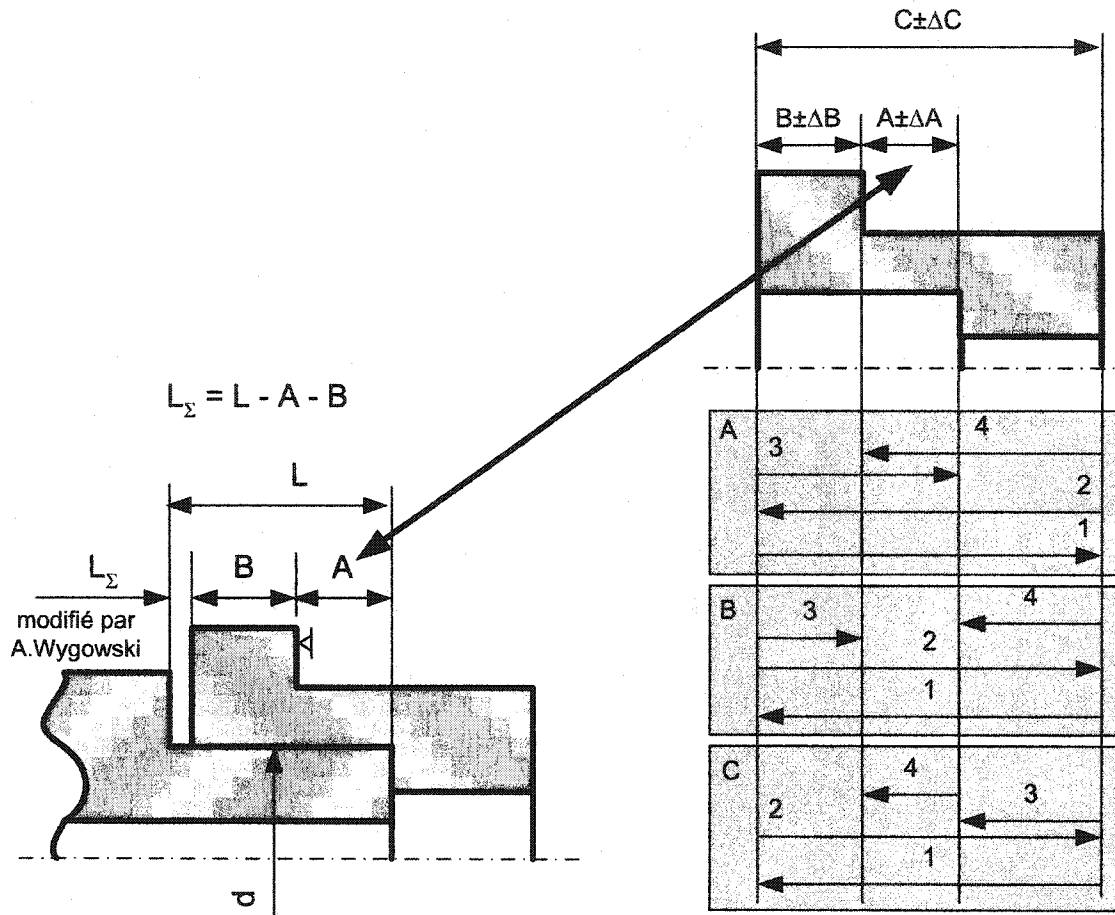 C±ΔC
B±ΔB A±ΔA
L_Σ = L - A - B
L
L_Σ B A
modifié par
A.Wygowski
d
A
4
3
2
1
B
4
3
2
1
C
4
3
2
1